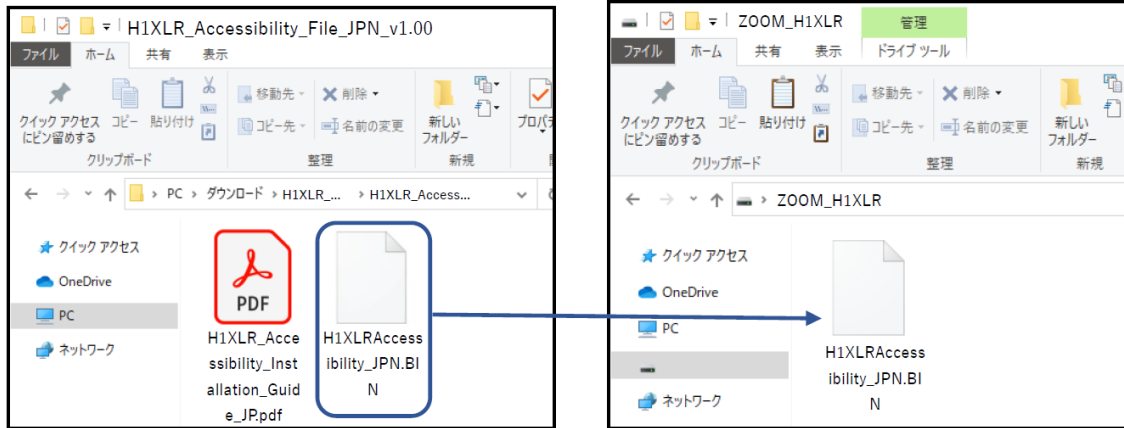 H1XLR_Accessibility_File_JPN_v1.00
ファイル ホーム 共有 表示
クイック アクセス
にピン留めする
コピー
貼り付け
移動先
コピー先
削除
名前の変更
新しい
フォルダー
クリップボード 整理 新規
PC ダウンロード H1XLR_... H1XLR_Access...
クイック アクセス
OneDrive
PC
ネットワーク
PDF
H1XLR_Acce
ssibility_Inst
allation_Guid
e_JP.pdf
H1XLRAccess
ibility_JPN.BI
N
ZOOM_H1XLR
管理
ファイル ホーム 共有 表示 ドライブ ツール
クイック アクセス
にピン留めする
コピー
貼り付け
移動先
コピー先
削除
名前の変更
新しい
フォルダー
クリップボード 整理 新規
ZOOM_H1XLR
クイック アクセス
OneDrive
PC
ネットワーク
H1XLRAccess
ibility_JPN.BI
N